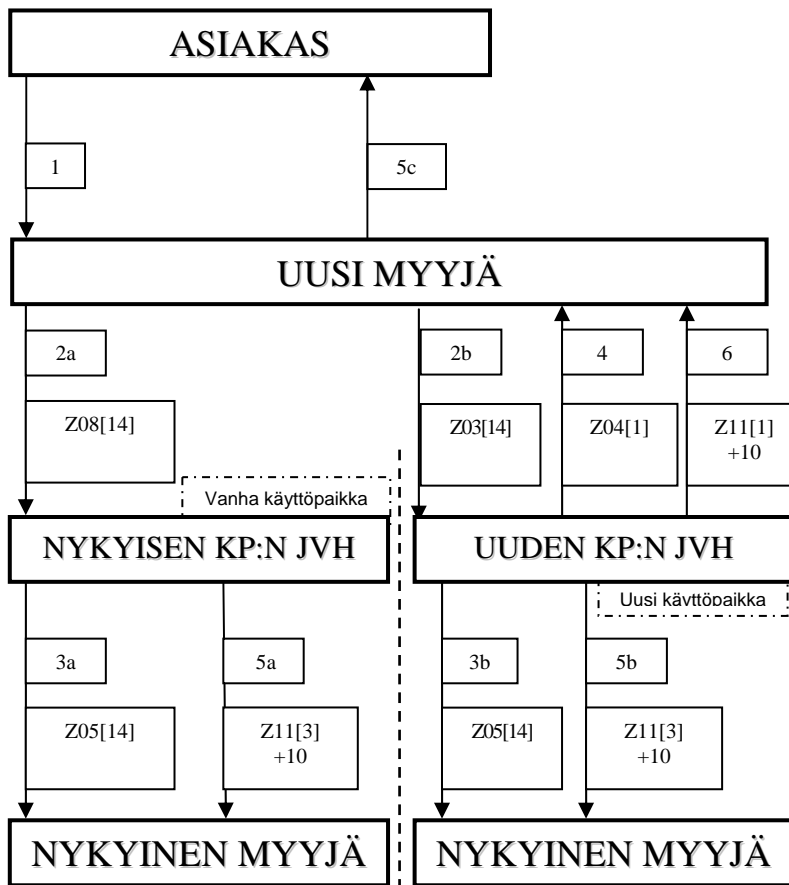 ASIAKAS
1
5c
UUSI MYYJÄ
2a
2b
4
6
Z08[14]
Z03[14]
Z04[1]
Z11[1]
+10
Vanha käyttöpaikka
NYKYISEN KP:N JVH
UUDEN KP:N JVH
Uusi käyttöpaikka
3a
5a
3b
5b
Z05[14]
Z11[3]
+10
Z05[14]
Z11[3]
+10
NYKYINEN MYYJÄ
NYKYINEN MYYJÄ